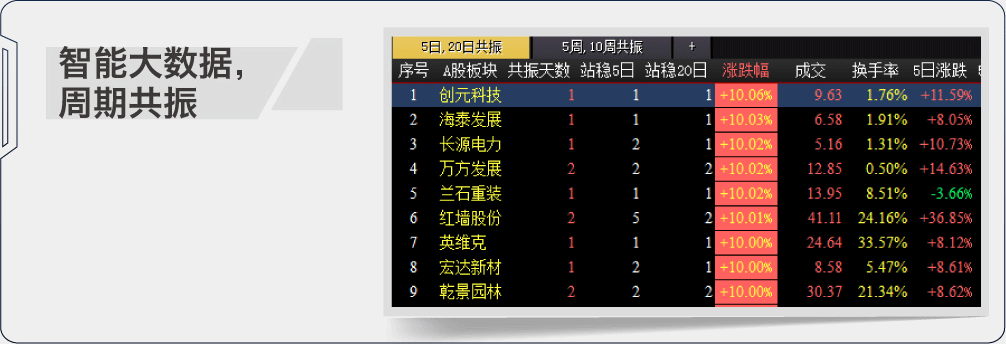 智能大数据，
周期共振
5日, 20日共振 5周, 10周共振 +
序号 A股板块 共振天数 站稳5日 站稳20日 涨跌幅 成交 换手率 5日涨跌
1 创元科技 1 1 1 +10.06% 9.63 1.76% +11.59%
2 海泰发展 1 1 1 +10.03% 6.58 1.91% +8.05%
3 长源电力 1 2 1 +10.02% 5.16 1.31% +10.73%
4 万方发展 2 2 2 +10.02% 12.85 0.50% +14.63%
5 兰石重装 1 1 1 +10.02% 13.95 8.51% -3.66%
6 红墙股份 2 5 2 +10.01% 41.11 24.16% +36.85%
7 英维克 1 1 1 +10.00% 24.64 33.57% +8.12%
8 宏达新材 1 2 1 +10.00% 8.58 5.47% +8.61%
9 乾景园林 2 2 2 +10.00% 30.37 21.34% +8.62%